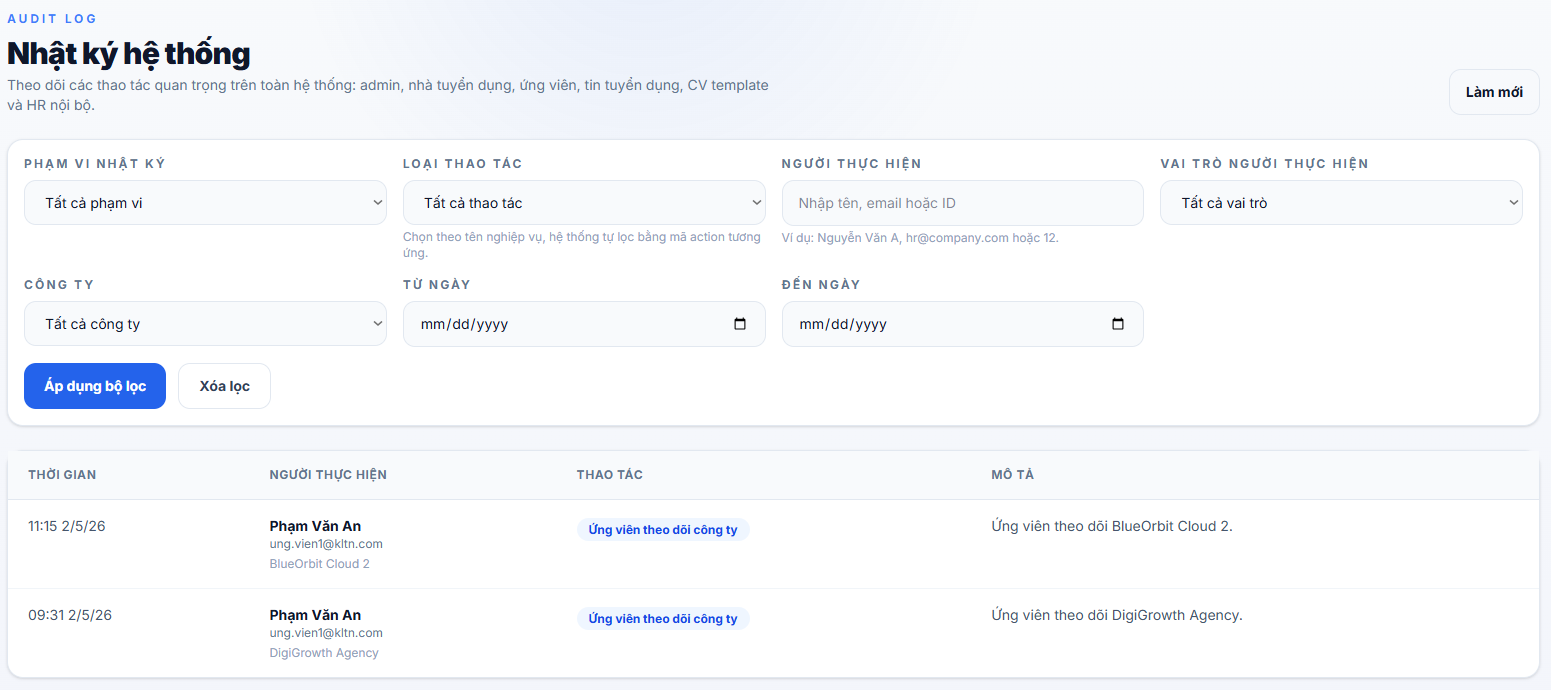 AUDIT LOG
Nhật ký hệ thống
Theo dõi các thao tác quan trọng trên toàn hệ thống: admin, nhà tuyển dụng, ứng viên, tin tuyển dụng, CV template
và HR nội bộ.
Làm mới
PHẠM VI NHẬT KÝ
LOẠI THAO TÁC
NGƯỜI THỰC HIỆN
VAI TRÒ NGƯỜI THỰC HIỆN
Tất cả phạm vi
Tất cả thao tác
Nhập tên, email hoặc ID
Tất cả vai trò
Chọn theo tên nghiệp vụ, hệ thống tự lọc bằng mã action tương
ứng.
Ví dụ: Nguyễn Văn A, hr@company.com hoặc 12.
CÔNG TY
TỪ NGÀY
ĐẾN NGÀY
Tất cả công ty
mm/dd/yyyy
mm/dd/yyyy
Áp dụng bộ lọc
Xóa lọc
THỜI GIAN
NGƯỜI THỰC HIỆN
THAO TÁC
MÔ TẢ
11:15 2/5/26
Phạm Văn An
ung.vien1@kltn.com
BlueOrbit Cloud 2
Ứng viên theo dõi công ty
Ứng viên theo dõi BlueOrbit Cloud 2.
09:31 2/5/26
Phạm Văn An
ung.vien1@kltn.com
DigiGrowth Agency
Ứng viên theo dõi công ty
Ứng viên theo dõi DigiGrowth Agency.